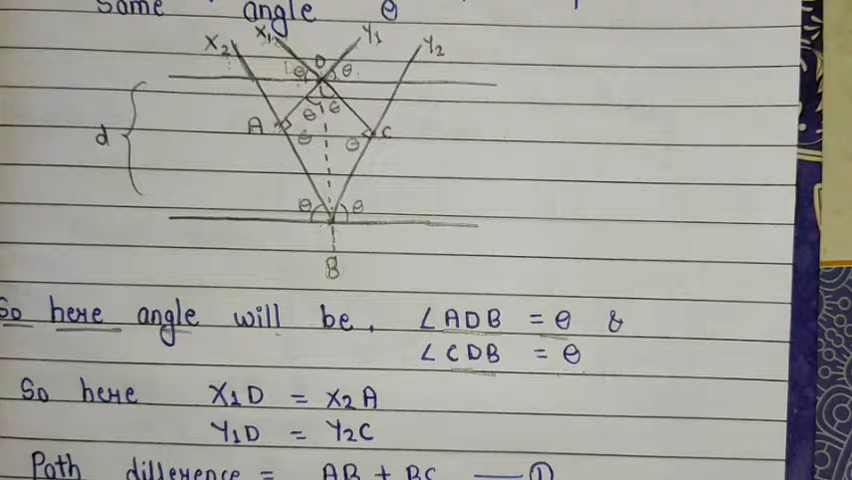 Same angle θ
X2 X1 D Y1 Y2
θ θ
θ θ
A C
θ θ
d
θ θ
B
So here angle will be, ∠ADB = θ &
∠CDB = θ
So here X1D = X2A
Y1D = Y2C
Path difference = AB + BC —— ①